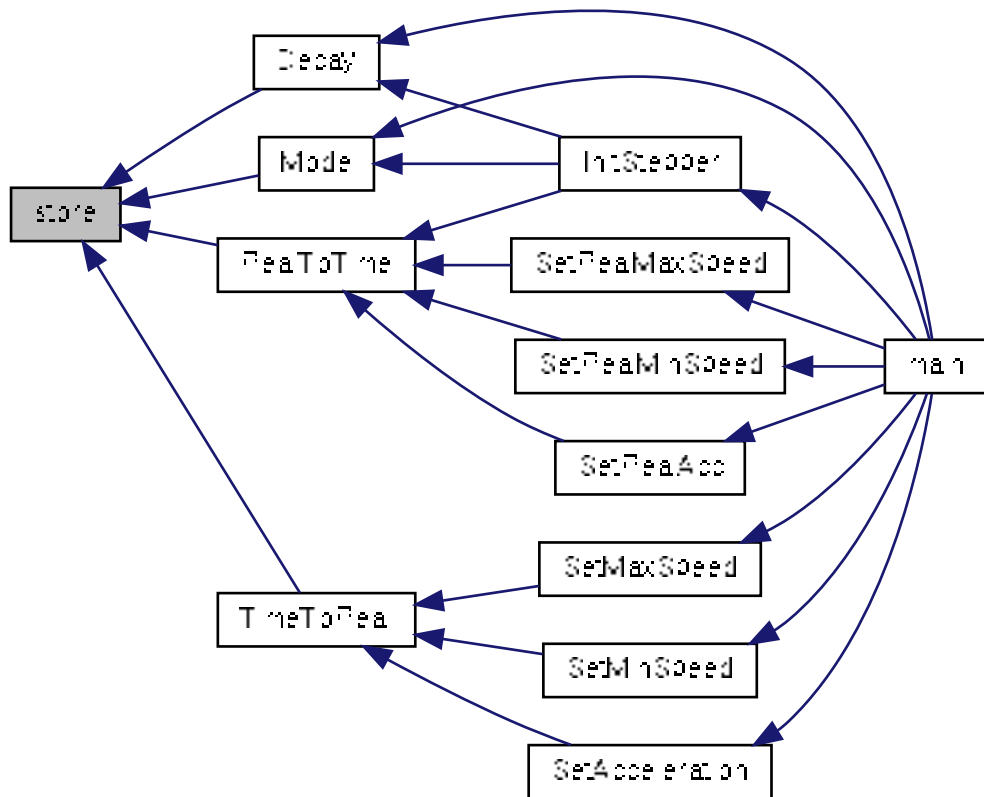 Decay
Mode
InitStepper
store
RealToTime
SetRealMaxSpeed
SetRealMinSpeed
main
SetRealAcc
SetMaxSpeed
TimeToReal
SetMinSpeed
SetAcceleration